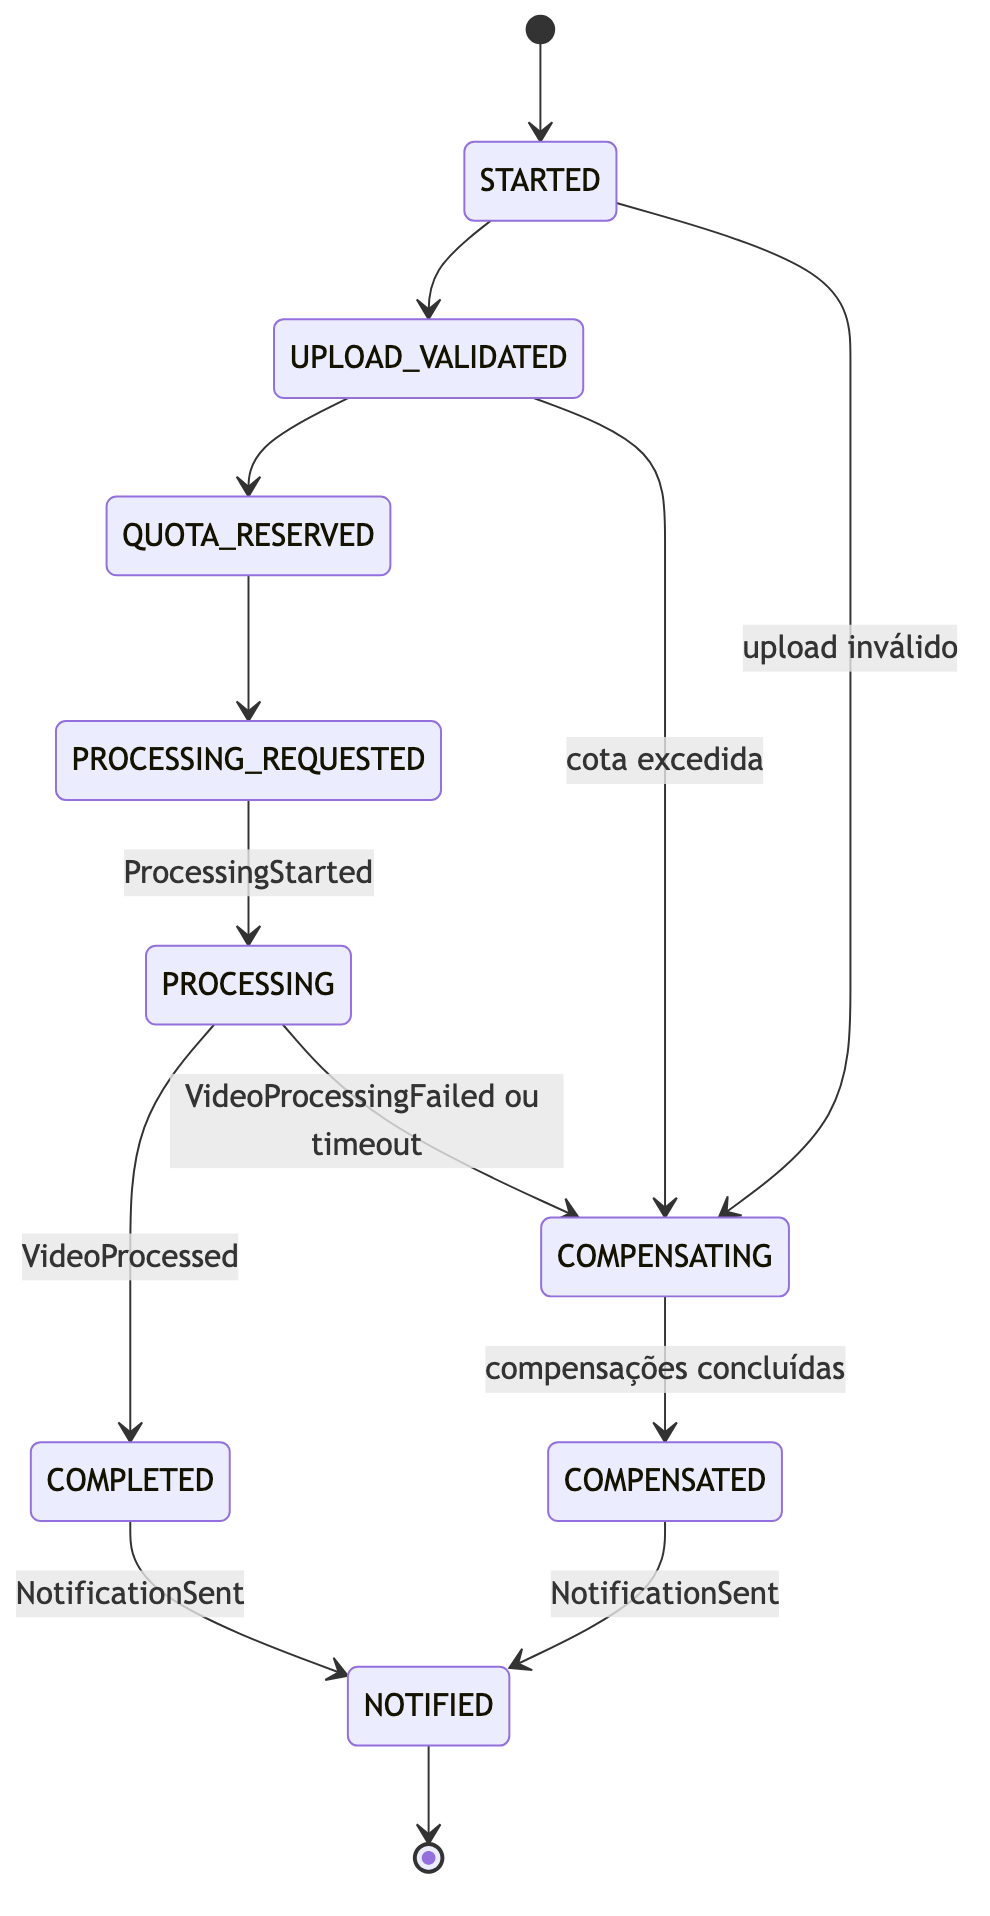 STARTED
UPLOAD_VALIDATED
QUOTA_RESERVED
upload inválido
PROCESSING_REQUESTED
cota excedida
ProcessingStarted
PROCESSING
VideoProcessingFailed ou
timeout
VideoProcessed
COMPENSATING
compensações concluídas
COMPLETED
COMPENSATED
NotificationSent
NotificationSent
NOTIFIED